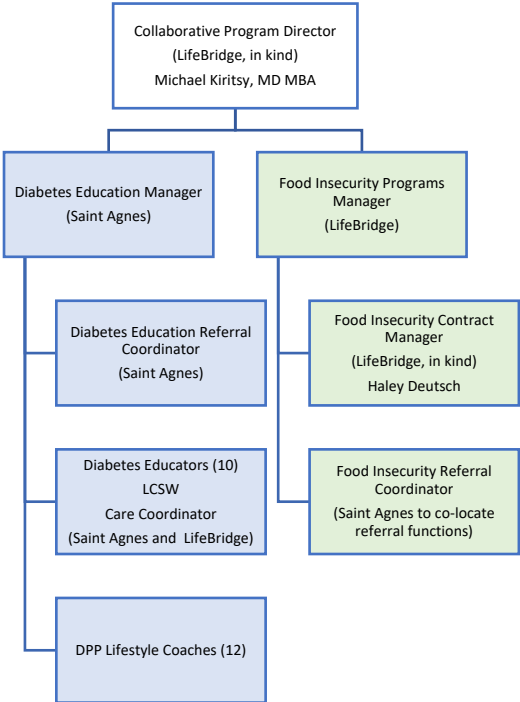 Collaborative Program Director
(LifeBridge, in kind)
Michael Kiritsy, MD MBA
Diabetes Education Manager
(Saint Agnes)
Food Insecurity Programs
Manager
(LifeBridge)
Diabetes Education Referral
Coordinator
(Saint Agnes)
Food Insecurity Contract
Manager
(LifeBridge, in kind)
Haley Deutsch
Diabetes Educators (10)
LCSW
Care Coordinator
(Saint Agnes and LifeBridge)
Food Insecurity Referral
Coordinator
(Saint Agnes to co-locate
referral functions)
DPP Lifestyle Coaches (12)